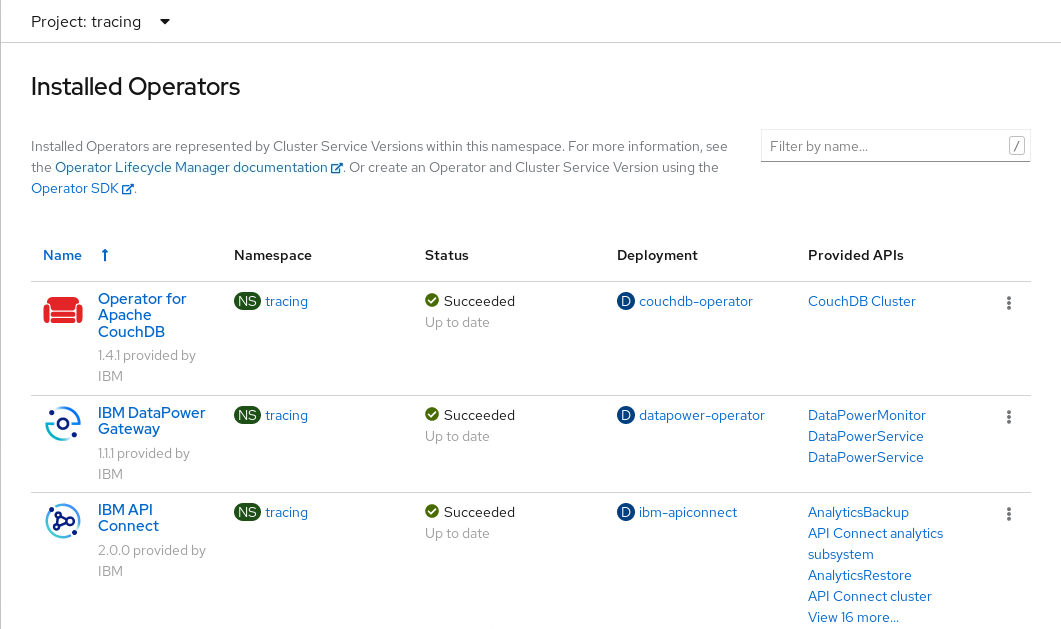 Project: tracing
Installed Operators
Installed Operators are represented by Cluster Service Versions within this namespace. For more information, see
the Operator Lifecycle Manager documentation. Or create an Operator and Cluster Service Version using the
Operator SDK.
Filter by name...
/
Name Namespace Status Deployment Provided APIs
Operator for
Apache
CouchDB
1.4.1 provided by
IBM
NS tracing
Succeeded
Up to date
D couchdb-operator
CouchDB Cluster
IBM DataPower
Gateway
1.1.1 provided by
IBM
NS tracing
Succeeded
Up to date
D datapower-operator
DataPowerMonitor
DataPowerService
DataPowerService
IBM API
Connect
2.0.0 provided by
IBM
NS tracing
Succeeded
Up to date
D ibm-apiconnect
AnalyticsBackup
API Connect analytics
subsystem
AnalyticsRestore
API Connect cluster
View 16 more...